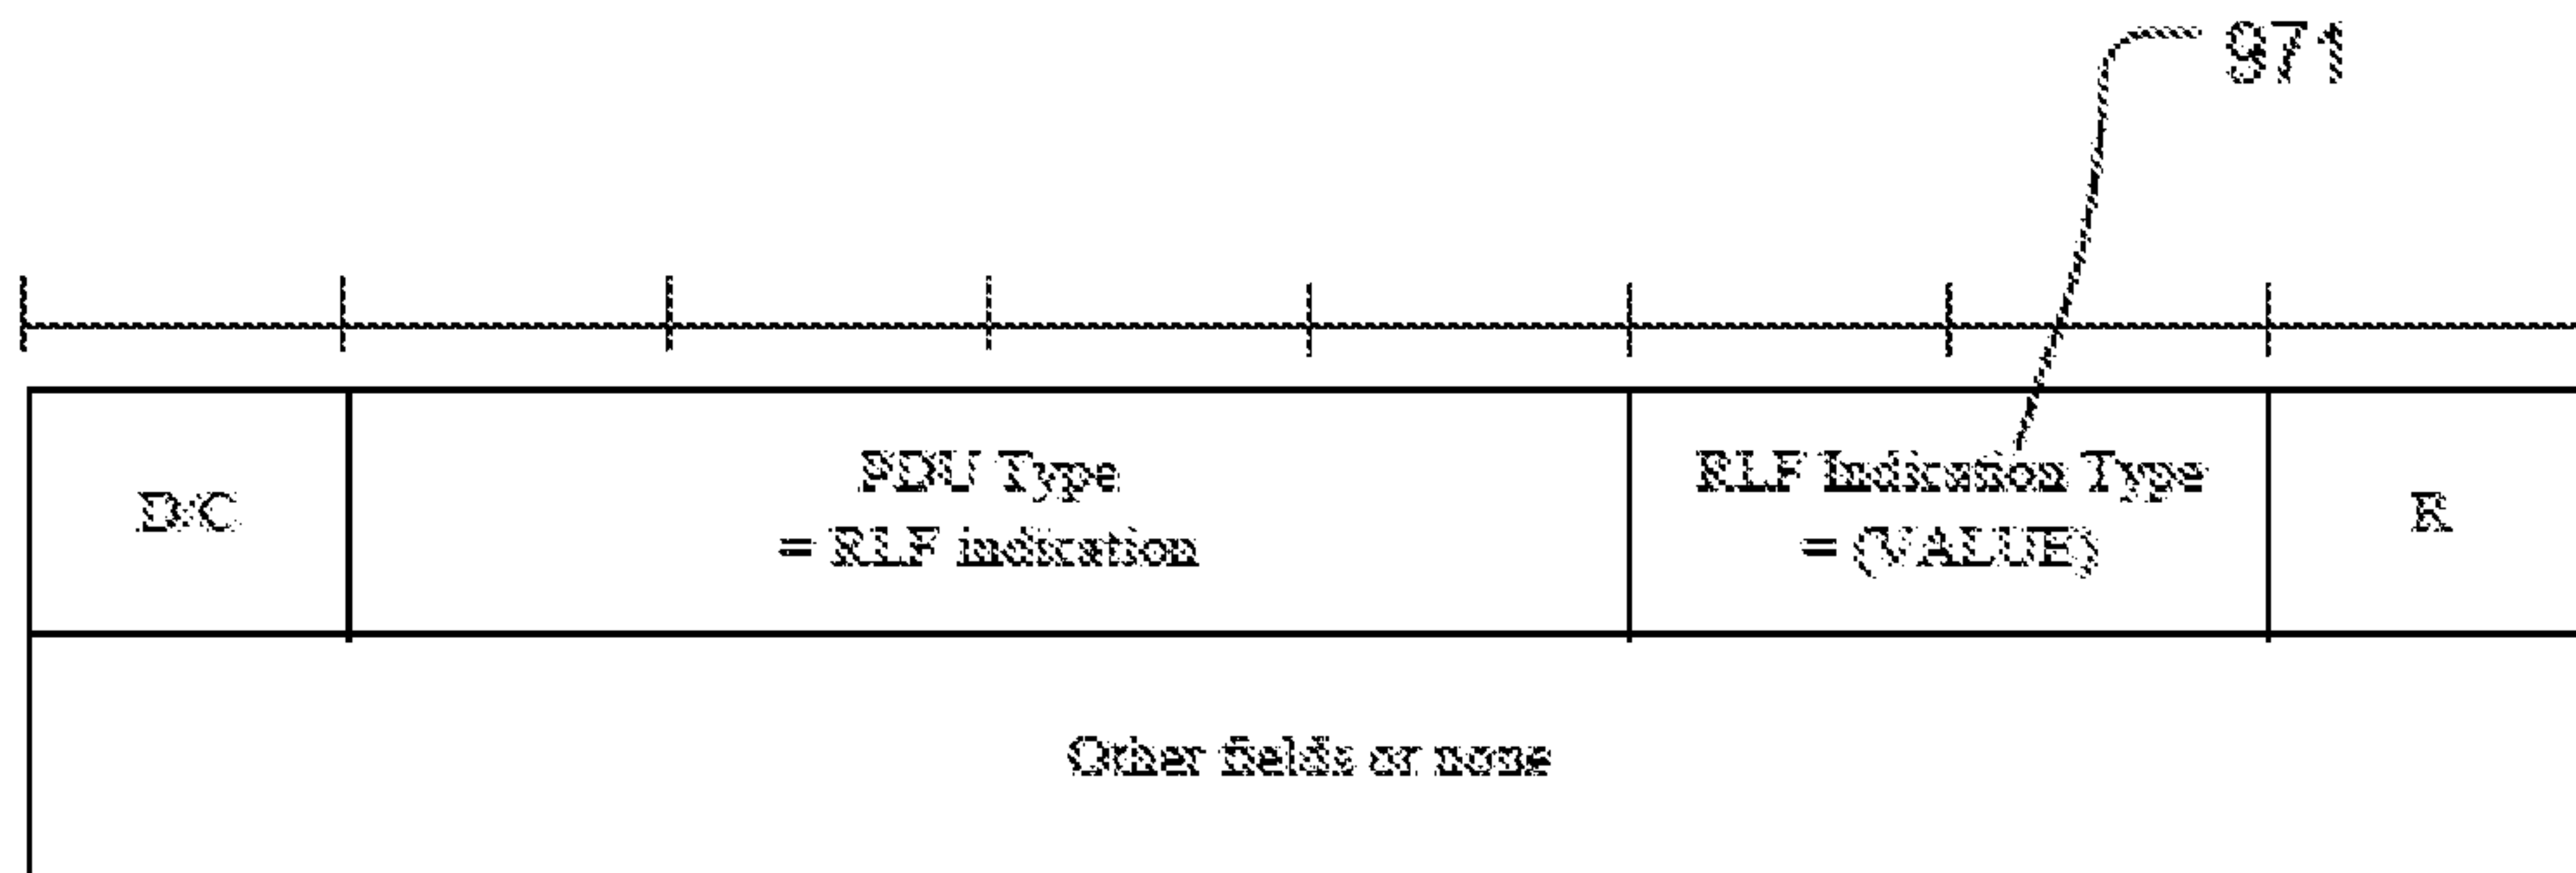 971
D/C
PDU Type
= RLF indication
RLF Indication Type
= (VALUE)
R
Other fields or none